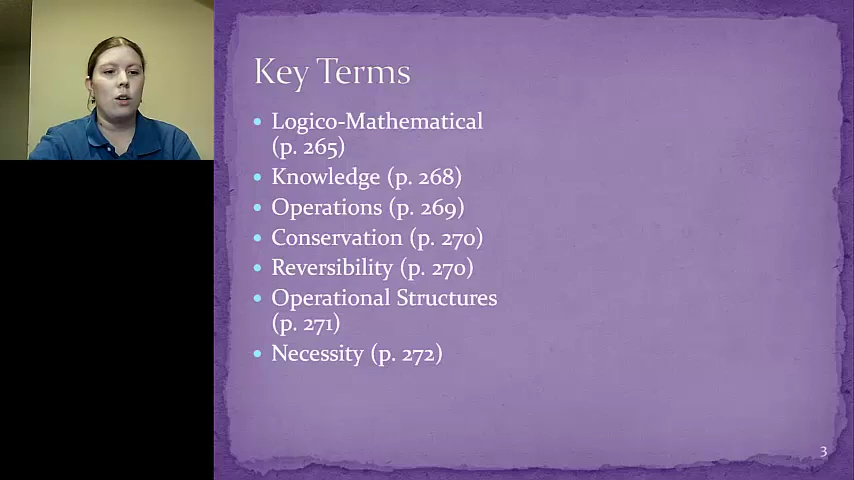 Key Terms
Logico-Mathematical
(p. 265)
Knowledge (p. 268)
Operations (p. 269)
Conservation (p. 270)
Reversibility (p. 270)
Operational Structures
(p. 271)
Necessity (p. 272)
3